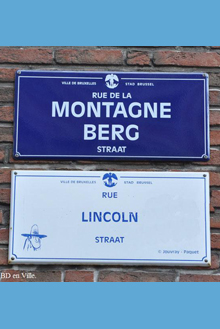 VILLE DE BRUXELLES STAD BRUSSEL
RUE DE LA
MONTAGNE
BERG
STRAAT
VILLE DE BRUXELLES STAD BRUSSEL
RUE
LINCOLN
STRAAT
BD en Ville.